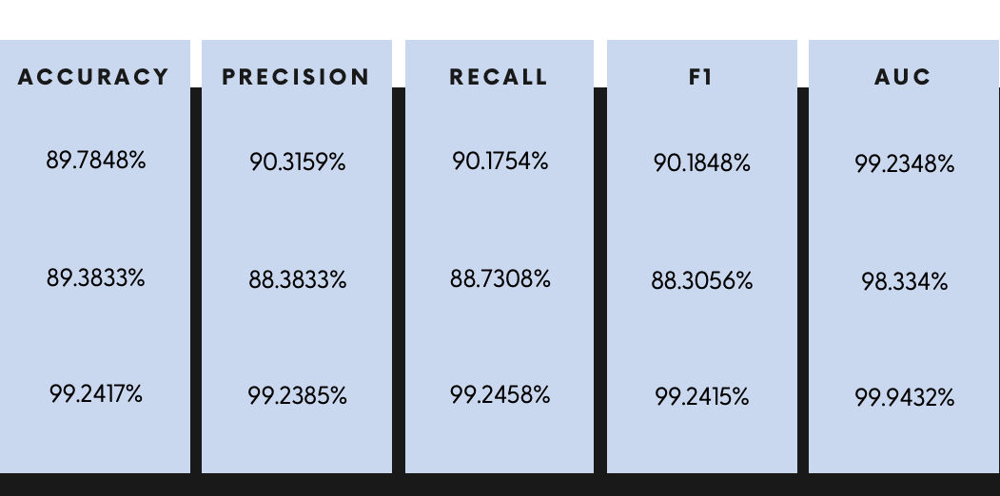 ACCURACY PRECISION RECALL F1 AUC
89.7848% 90.3159% 90.1754% 90.1848% 99.2348%
89.3833% 88.3833% 88.7308% 88.3056% 98.334%
99.2417% 99.2385% 99.2458% 99.2415% 99.9432%